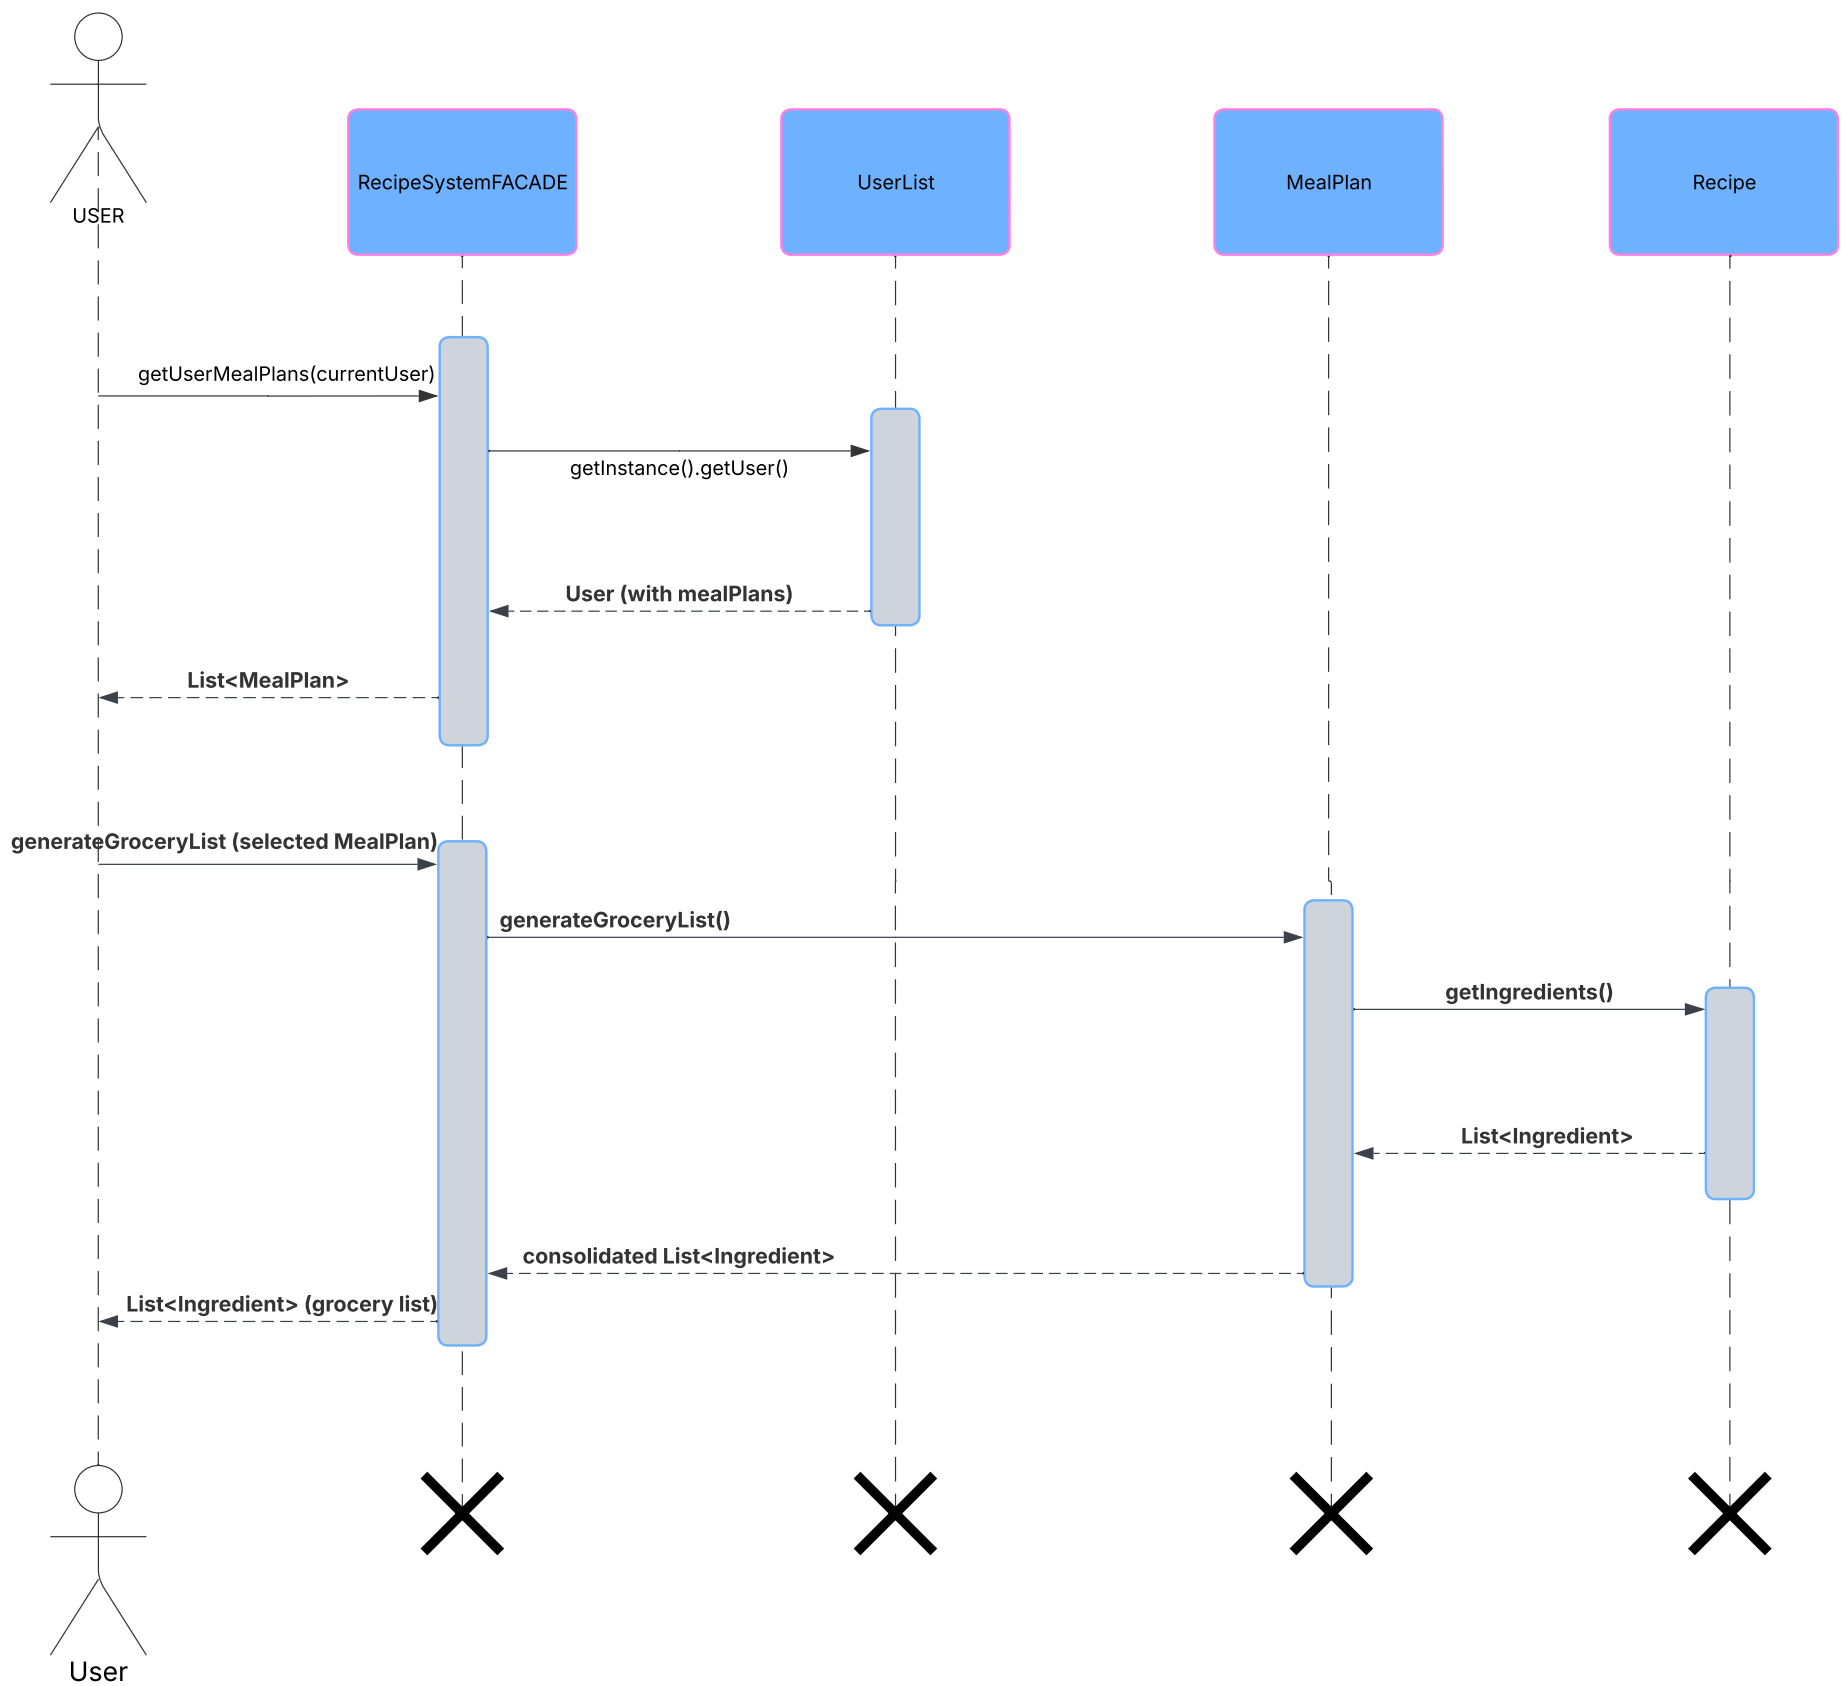 USER
RecipeSystemFACADE
UserList
MealPlan
Recipe
getUserMealPlans(currentUser)
getInstance().getUser()
User (with mealPlans)
List<MealPlan>
generateGroceryList (selected MealPlan)
generateGroceryList()
getIngredients()
List<Ingredient>
consolidated List<Ingredient>
List<Ingredient> (grocery list)
User